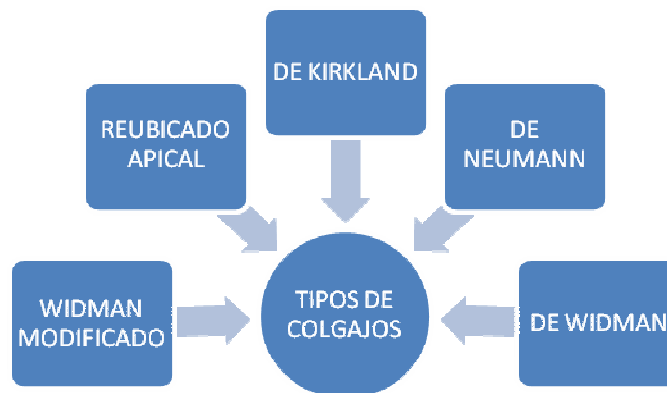 DE KIRKLAND
REUBICADO
APICAL
DE
NEUMANN
WIDMAN
MODIFICADO
TIPOS DE
COLGAJOS
DE WIDMAN